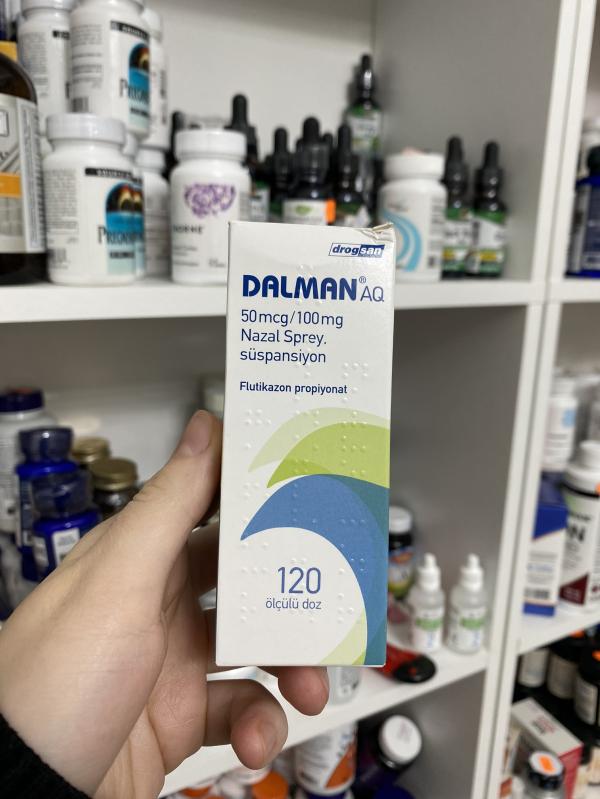 drogsan
DALMAN® AQ
50 mcg/100 mg
Nazal Sprey,
süspansiyon
Flutikazon propiyonat
120
ölçülü doz